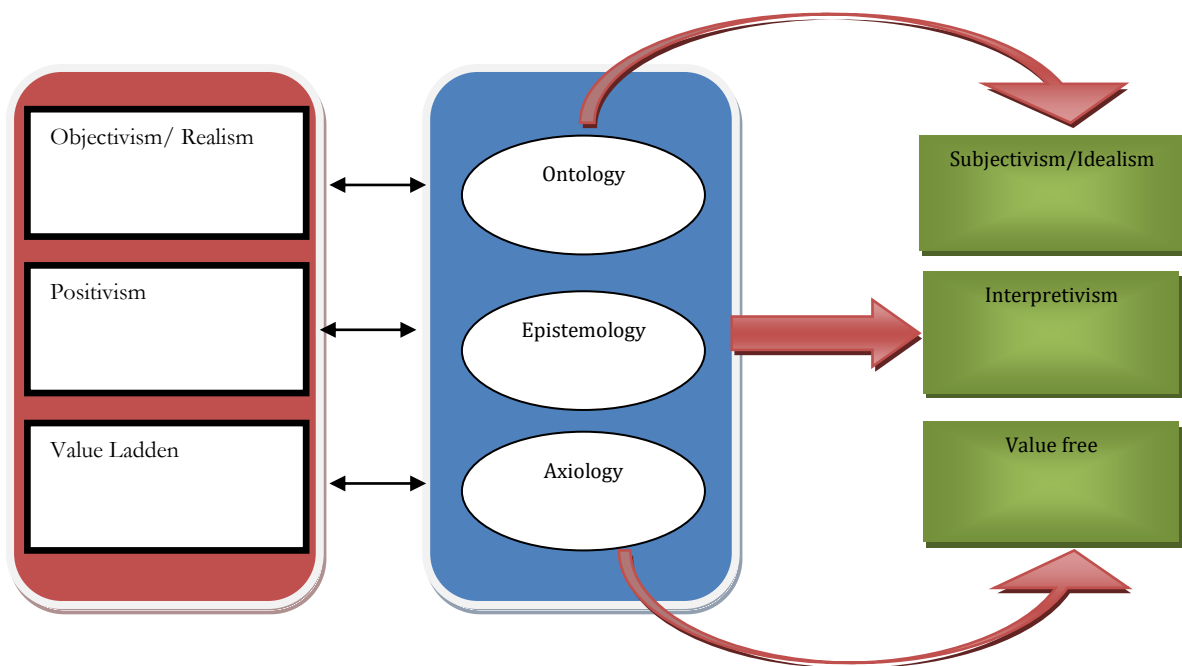 Objectivism/ Realism
Ontology
Subjectivism/Idealism
Positivism
Epistemology
Interpretivism
Value Ladden
Axiology
Value free